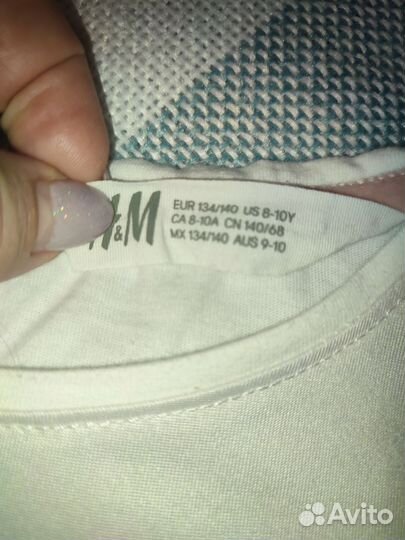 H&M
EUR 134/140 US 8-10Y
CA 8-10A CN 140/68
MX 134/140 AUS 9-10
Avito